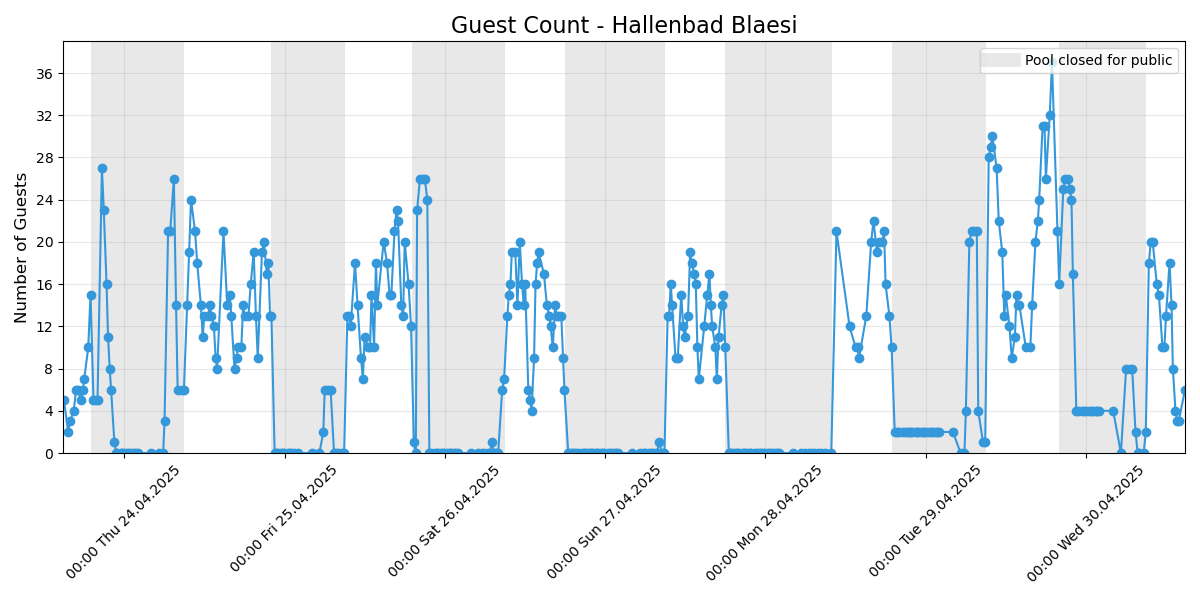 Guest Count - Hallenbad Blaesi
Pool closed for public
Number of Guests
36
32
28
24
20
16
12
8
4
0
00:00 Thu 24.04.2025
00:00 Fri 25.04.2025
00:00 Sat 26.04.2025
00:00 Sun 27.04.2025
00:00 Mon 28.04.2025
00:00 Tue 29.04.2025
00:00 Wed 30.04.2025